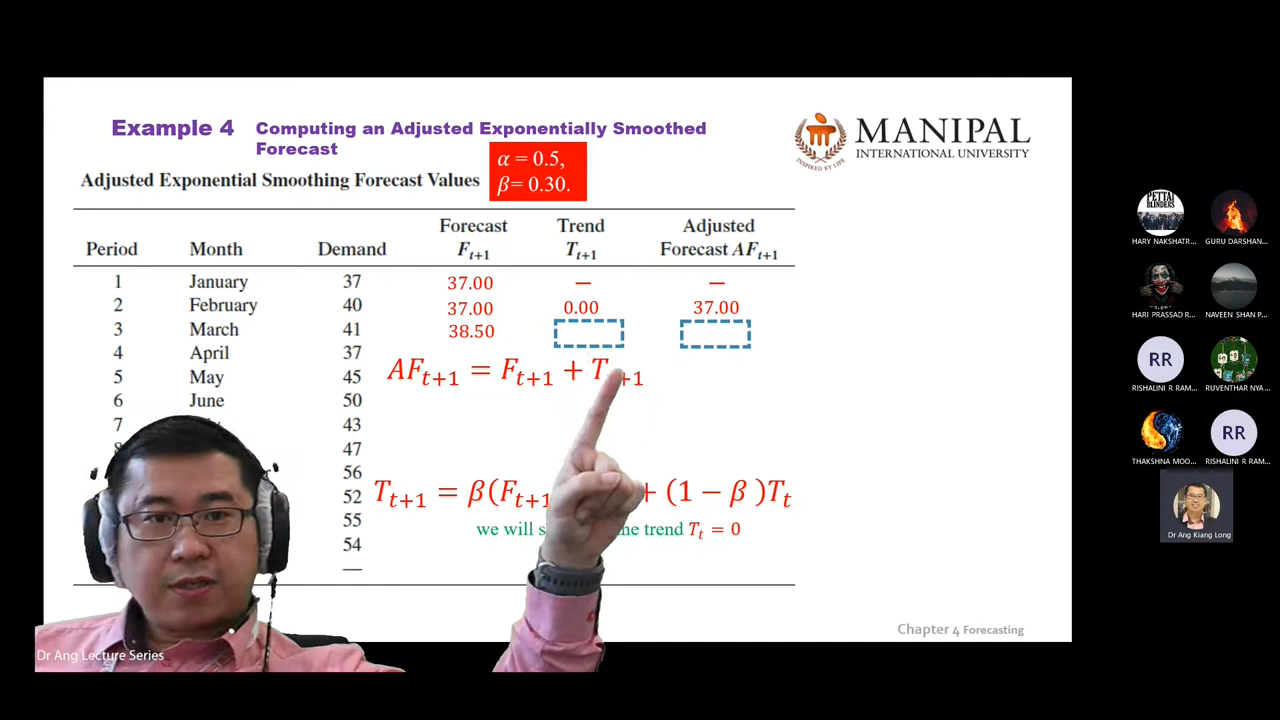 Example 4 Computing an Adjusted Exponentially Smoothed
Forecast
α = 0.5,
β= 0.30.
Adjusted Exponential Smoothing Forecast Values
MANIPAL
INTERNATIONAL UNIVERSITY
INSPIRED BY LIFE
Forecast Trend Adjusted
Period Month Demand F_{t+1} T_{t+1} Forecast AF_{t+1}
1 January 37 37.00 — —
2 February 40 37.00 0.00 37.00
3 March 41 38.50
4 April 37
AF_{t+1} = F_{t+1} + T_{t+1}
5 May 45
6 June 50
7 43
47
56
T_{t+1} = β(F_{t+1} + (1 − β )T_t
52
we will the trend T_t = 0
55
54
—
Chapter 4 Forecasting
Dr Ang Lecture Series
PETTAI
BLINDERS
HARY NAKSHATR...
GURU DARSHAN...
HARI PRASAD R...
NAVEEN SHAN P...
RR
RISHALINI R RAM...
RUVENTHAR NYA...
RR
THAKSHNA MOO...
RISHALINI R RAM...
Dr Ang Kiang Long